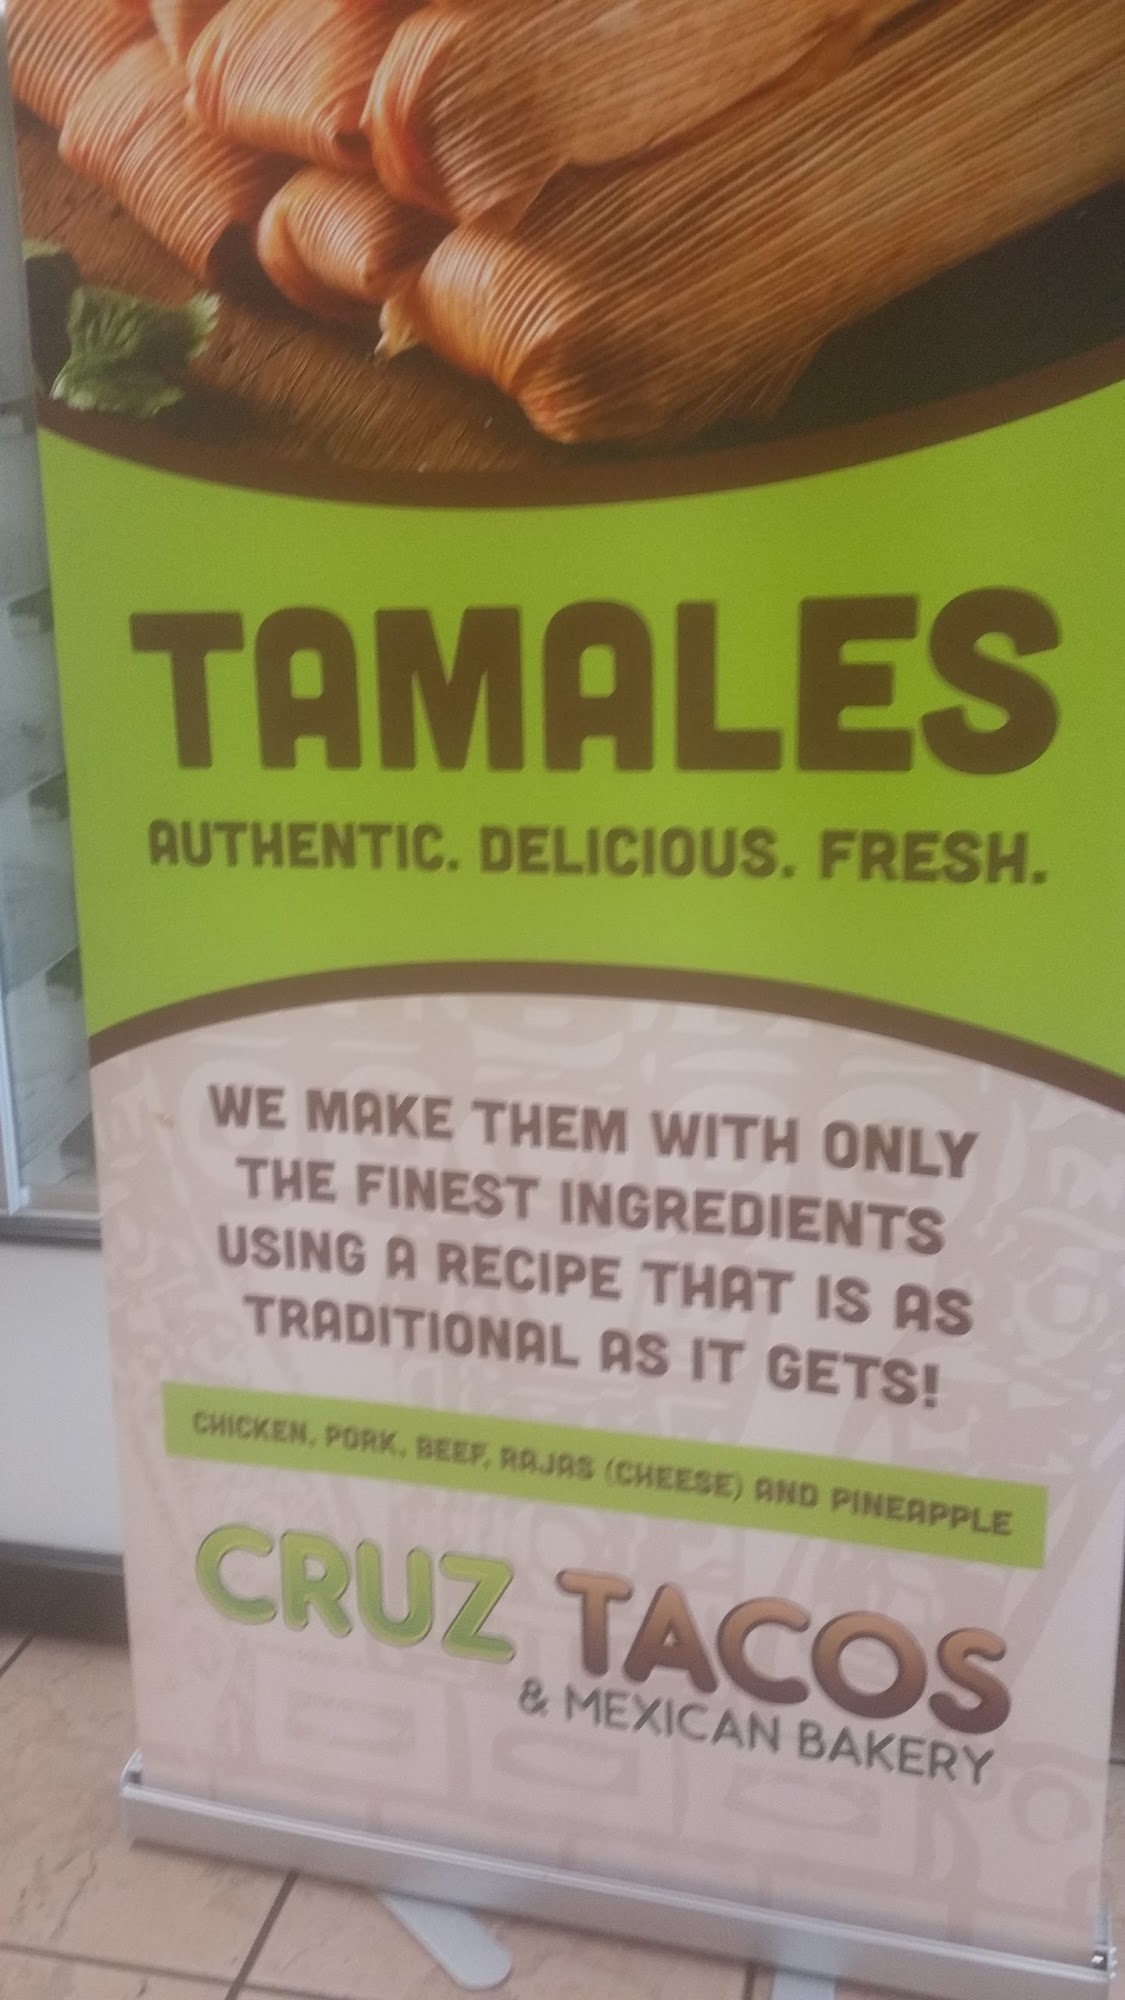 TAMALES
AUTHENTIC. DELICIOUS. FRESH.
WE MAKE THEM WITH ONLY
THE FINEST INGREDIENTS
USING A RECIPE THAT IS AS
TRADITIONAL AS IT GETS!
CHICKEN, PORK, BEEF, RAJAS (CHEESE) AND PINEAPPLE
CRUZ TACOS
& MEXICAN BAKERY